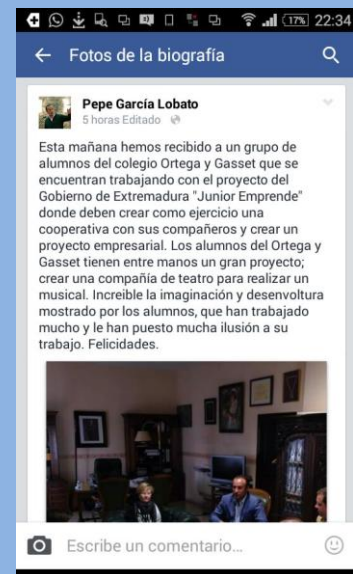 17% 22:34
Fotos de la biografía
Pepe García Lobato
5 horas Editado
Esta mañana hemos recibido a un grupo de
alumnos del colegio Ortega y Gasset que se
encuentran trabajando con el proyecto del
Gobierno de Extremadura "Junior Emprende"
donde deben crear como ejercicio una
cooperativa con sus compañeros y crear un
proyecto empresarial. Los alumnos del Ortega y
Gasset tienen entre manos un gran proyecto;
crear una compañía de teatro para realizar un
musical. Increible la imaginación y desenvoltura
mostrado por los alumnos, que han trabajado
mucho y le han puesto mucha ilusión a su
trabajo. Felicidades.
Escribe un comentario...